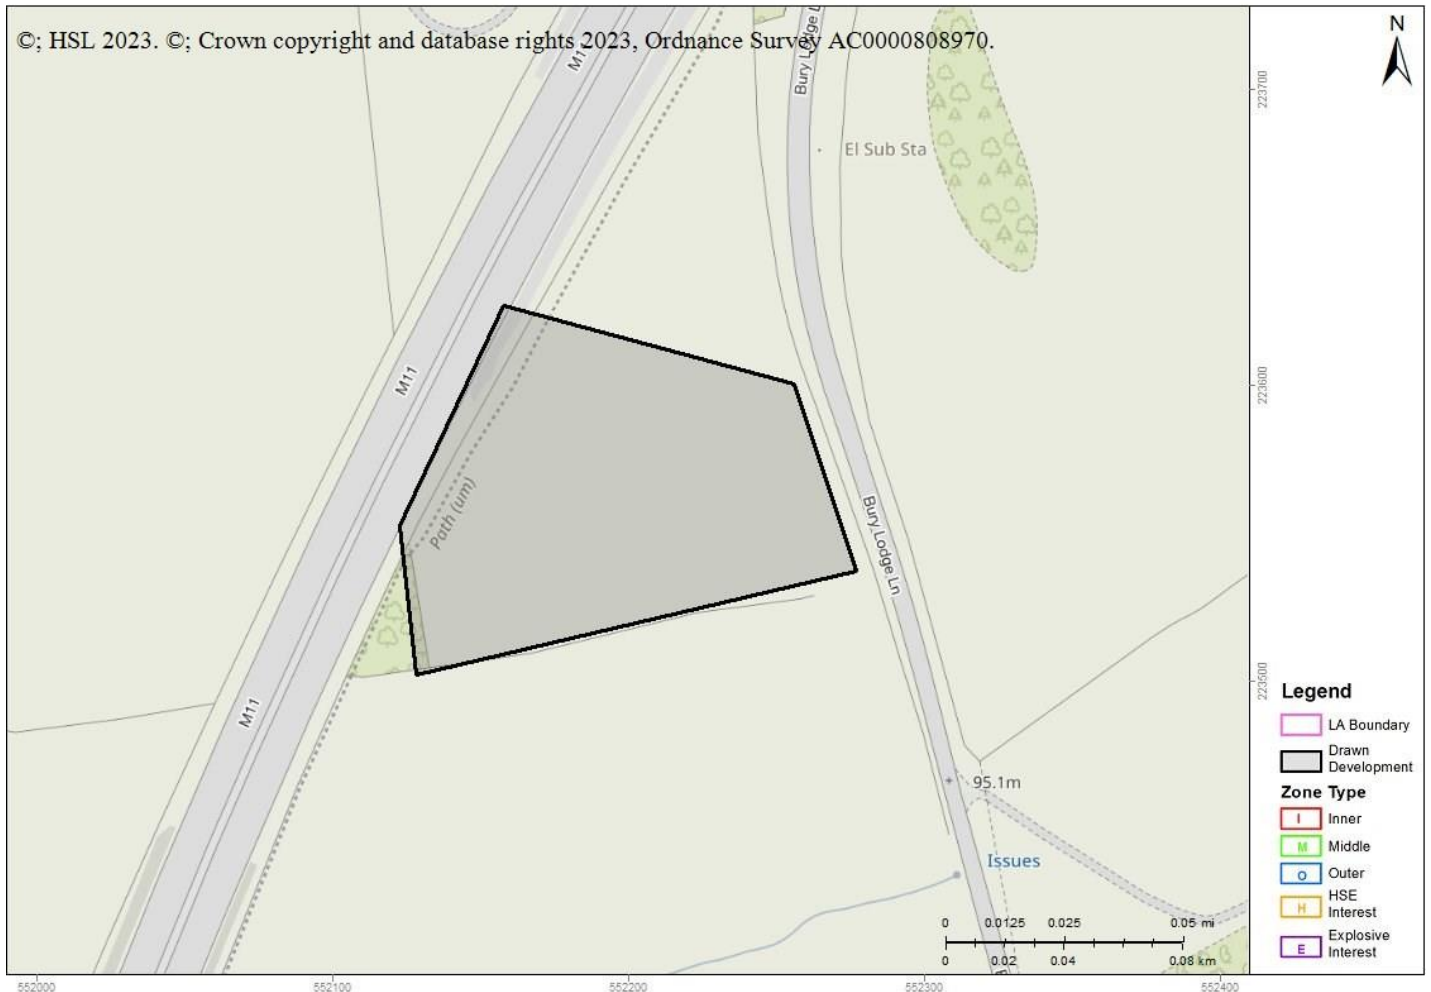 ©; HSL 2023. ©; Crown copyright and database rights 2023, Ordnance Survey AC0000808970.
N
M11
Bury Lodge L
223700
El Sub Sta
M11
223600
Path (um)
Bury Lodge Ln
223500
M11
95.1m
Issues
Legend
LA Boundary
Drawn
Development
Zone Type
I Inner
M Middle
O Outer
H HSE
Interest
E Explosive
Interest
0 0.0125 0.025 0.05 mi
0 0.02 0.04 0.08 km
552000 552100 552200 552300 552400